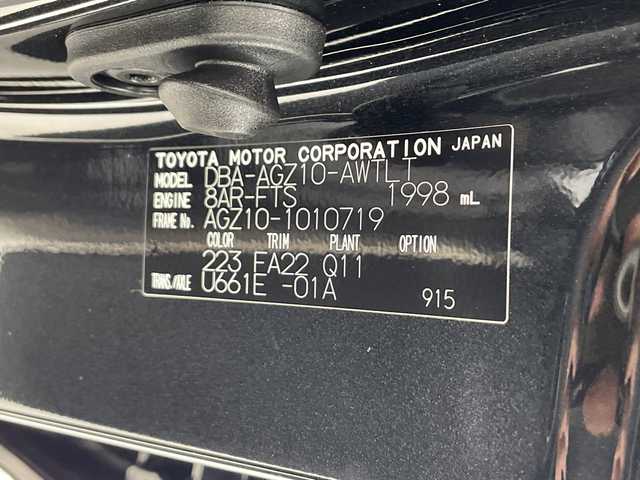 TOYOTA MOTOR CORPORATION JAPAN
MODEL DBA-AGZ10-AWTLT
ENGINE 8AR-FTS 1998 mL
FRAME No. AGZ10-1010719
COLOR TRIM PLANT OPTION
223 EA22 Q11
TRANS./AXLE U661E -01A 915